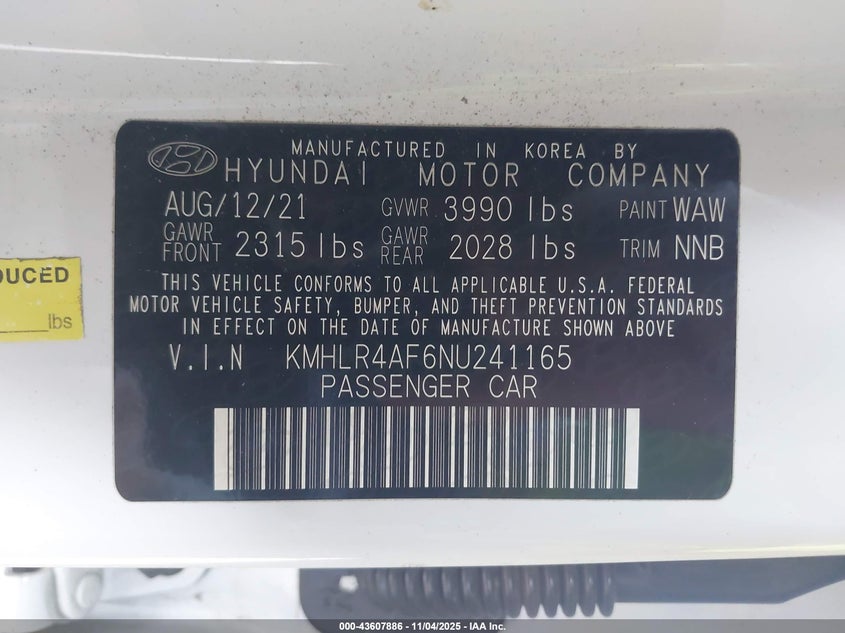 MANUFACTURED IN KOREA BY
HYUNDAI MOTOR COMPANY
AUG/12/21 GVWR 3990 lbs PAINT WAW
GAWR FRONT 2315 lbs GAWR REAR 2028 lbs TRIM NNB
THIS VEHICLE CONFORMS TO ALL APPLICABLE U.S.A. FEDERAL
MOTOR VEHICLE SAFETY, BUMPER, AND THEFT PREVENTION STANDARDS
IN EFFECT ON THE DATE OF MANUFACTURE SHOWN ABOVE
V.I.N KMHLR4AF6NU241165
PASSENGER CAR
lbs
000-43607886 - 11/04/2025 - IAA Inc.